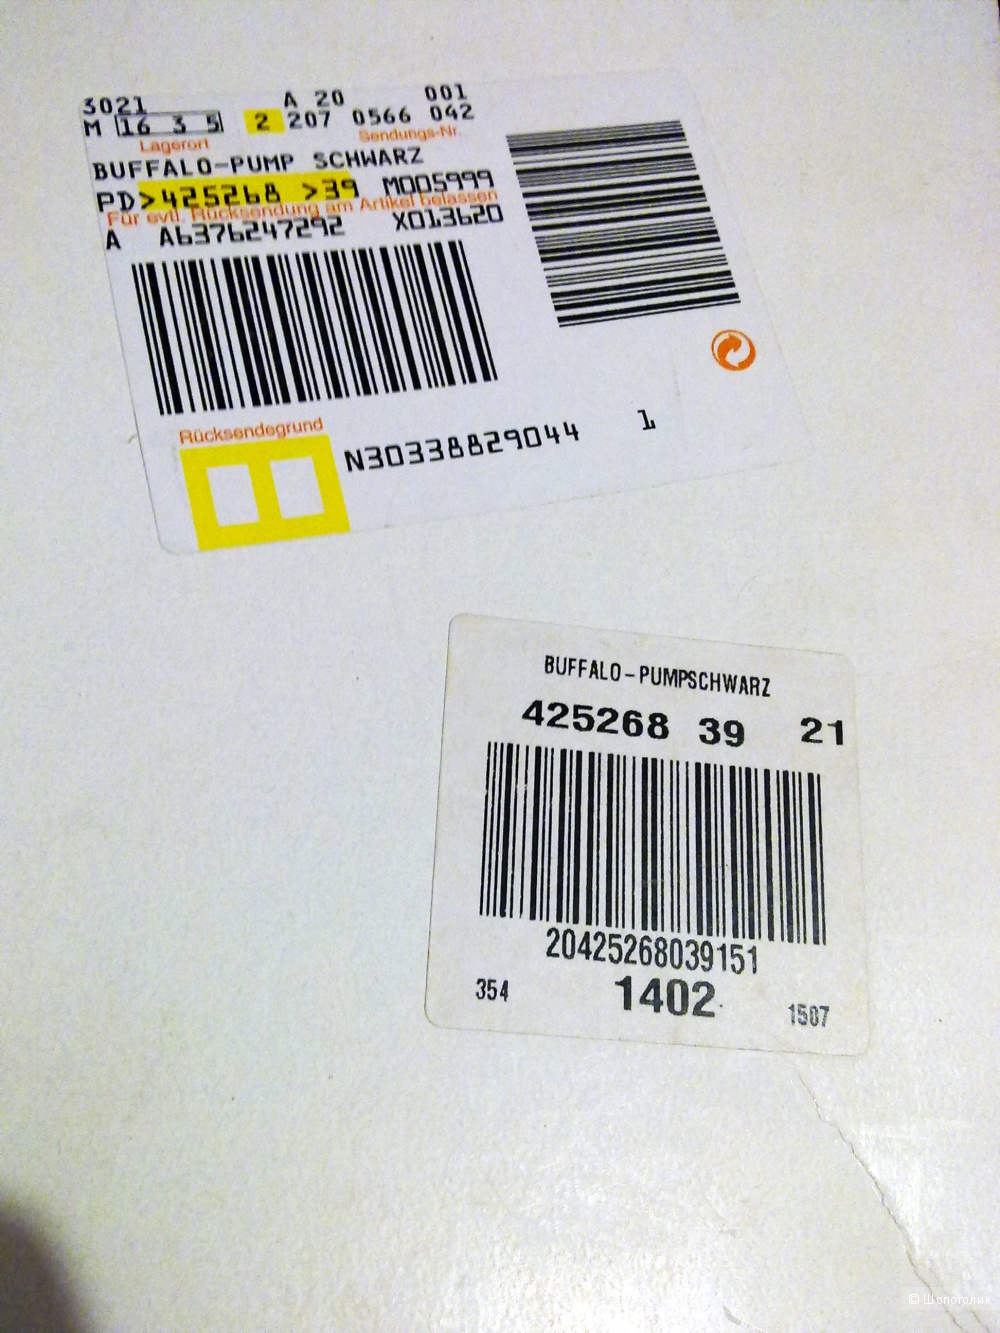 3021 A 20 001
M 16 3 5 2 207 0566 042
Lagerort Sendungs-Nr.
BUFFALO-PUMP SCHWARZ
PD>425268 >39 M005999
Für evtl. Rücksendung am Artikel belassen
A A6376247292 X013620
Rücksendegrund
N30338829044 1
BUFFALO-PUMPSCHWARZ
425268 39 21
20425268039151
354 1402 1507
© Шопоголик